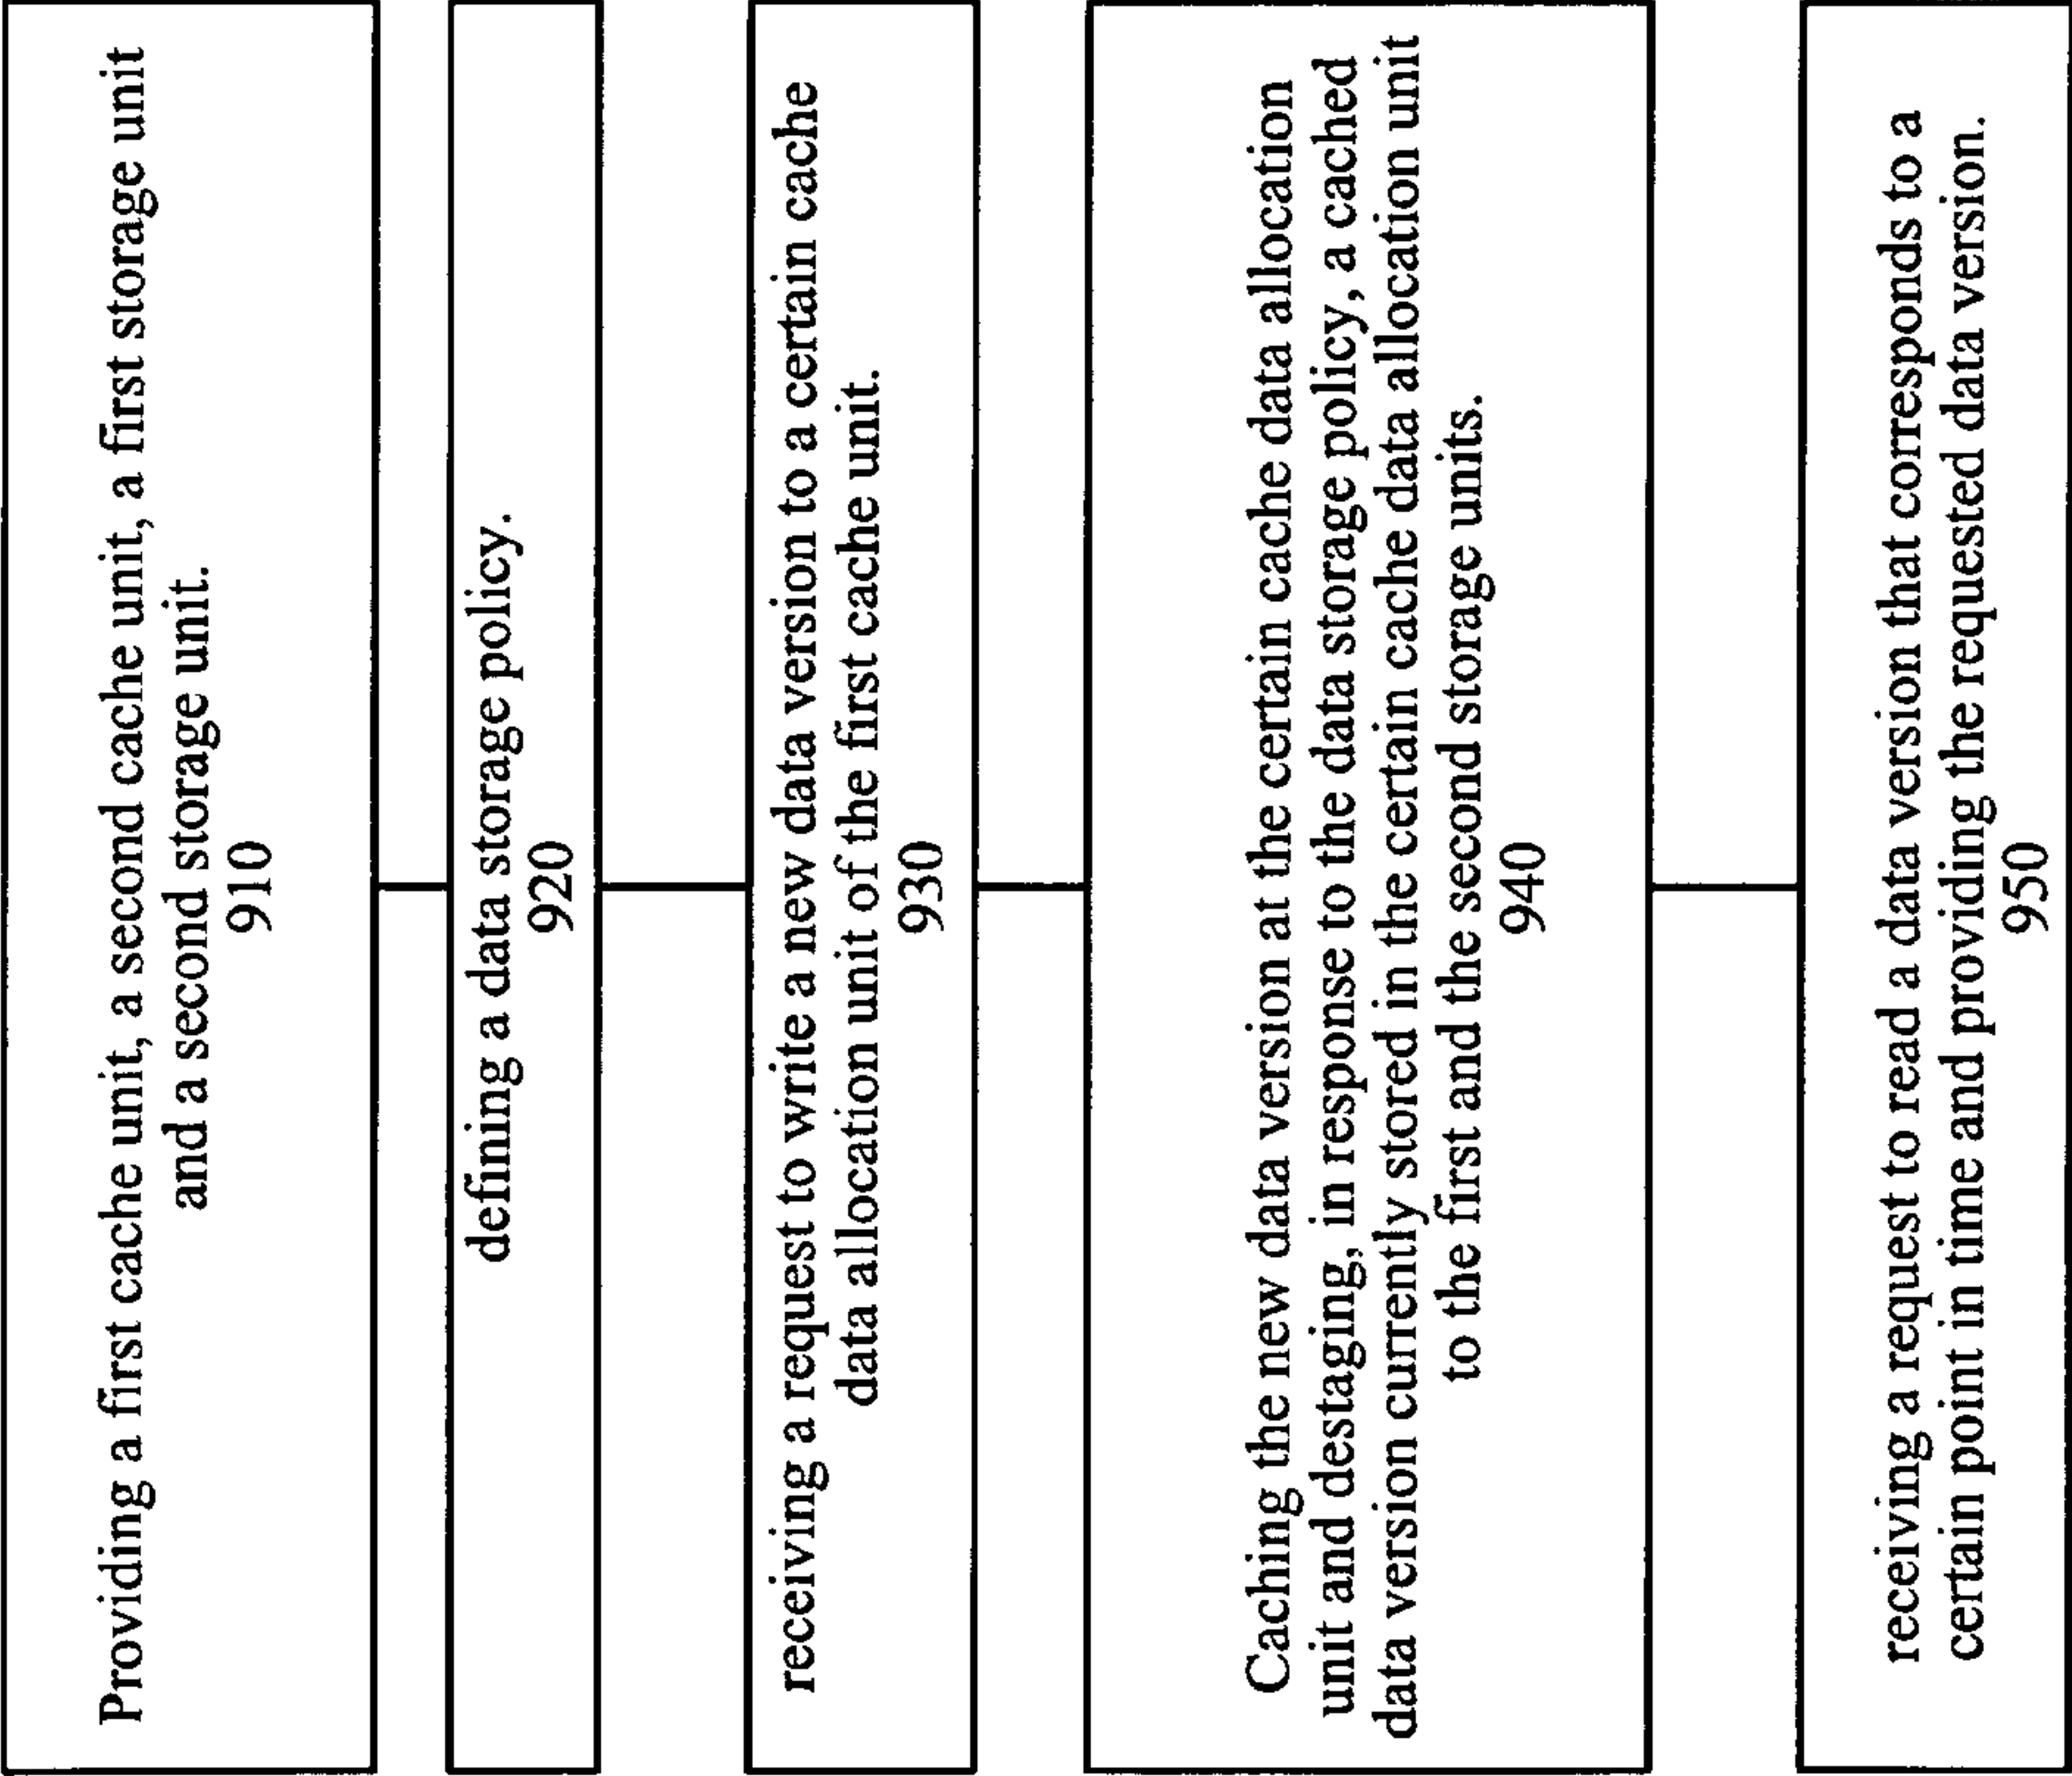 Providing a first cache unit, a second cache unit, a first storage unit
and a second storage unit.
910
defining a data storage policy.
920
receiving a request to write a new data version to a certain cache
data allocation unit of the first cache unit.
930
Caching the new data version at the certain cache data allocation
unit and destaging, in response to the data storage policy, a cached
data version currently stored in the certain cache data allocation unit
to the first and the second storage units.
940
receiving a request to read a data version that corresponds to a
certain point in time and providing the requested data version.
950